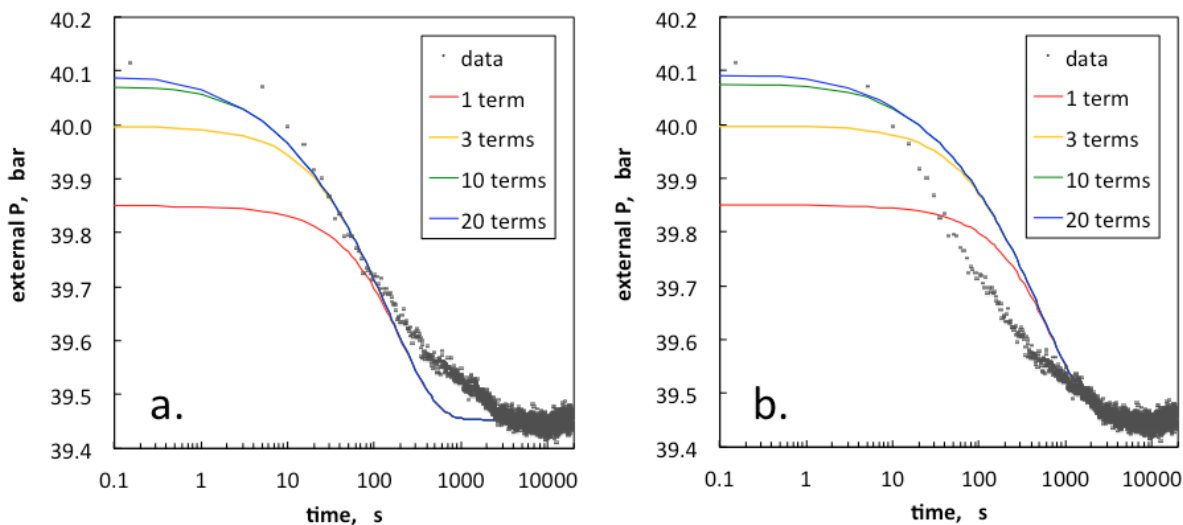 40.2
40.1
40.0
39.9
39.8
39.7
39.6
39.5
39.4
external P, bar
data
1 term
3 terms
10 terms
20 terms
a.
0.1 1 10 100 1000 10000
time, s
40.2
40.1
40.0
39.9
39.8
39.7
39.6
39.5
39.4
external P, bar
data
1 term
3 terms
10 terms
20 terms
b.
0.1 1 10 100 1000 10000
time, s